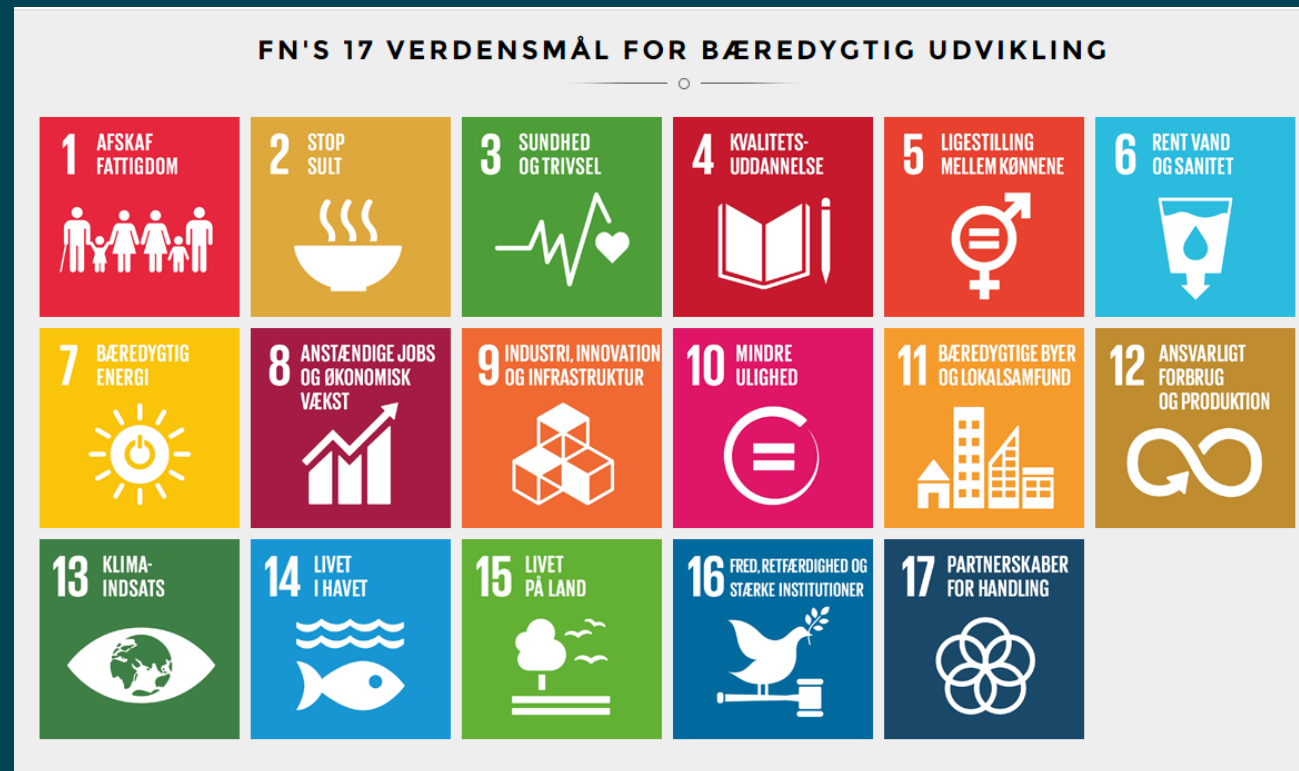 FN'S 17 VERDENSMÅL FOR BÆREDYGTIG UDVIKLING
1 AFSKAF
FATTIGDOM
2 STOP
SULT
3 SUNDHED
OG TRIVSEL
4 KVALITETS-
UDDANNELSE
5 LIGESTILLING
MELLEM KØNNENE
6 RENT VAND
OG SANITET
7 BÆREDYGTIG
ENERGI
8 ANSTÆNDIGE JOBS
OG ØKONOMISK
VÆKST
9 INDUSTRI, INNOVATION
OG INFRASTRUKTUR
10 MINDRE
ULIGHED
11 BÆREDYGTIGE BYER
OG LOKALSAMFUND
12 ANSVARLIGT
FORBRUG
OG PRODUKTION
13 KLIMA-
INDSATS
14 LIVET
I HAVET
15 LIVET
PÅ LAND
16 FRED, RETFÆRDIGHED OG
STÆRKE INSTITUTIONER
17 PARTNERSKABER
FOR HANDLING